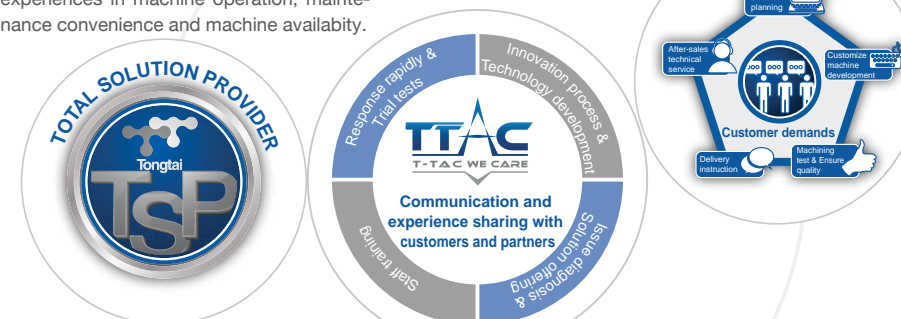 experiences in machine operation, mainte-
nance convenience and machine availabity.
TOTAL SOLUTION PROVIDER
Tongtai
TSP
Response rapidly &
Trial tests
Innovation process &
Technology development
TTAC
T-TAC WE CARE
Communication and
experience sharing with
customers and partners
Staff training
Issue diagnosis &
Solution offering
planning
After-sales
technical
service
Customize
machine
development
JOO
OOO
OOO
Customer demands
Delivery
instruction
Machining
test & Ensure
quality